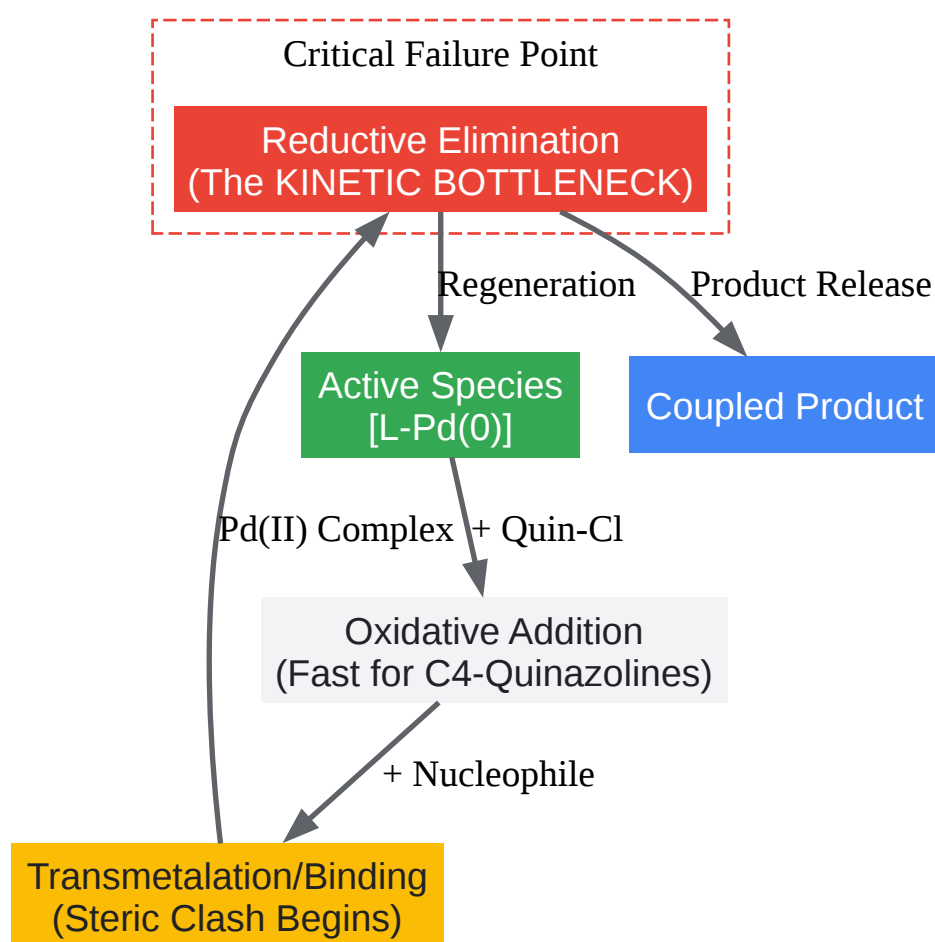 Critical Failure Point
Reductive Elimination
(The KINETIC BOTTLENECK)
Regeneration
Product Release
Active Species
[L-Pd(0)]
Coupled Product
Pd(II) Complex
+ Quin-Cl
Oxidative Addition
(Fast for C4-Quinazolines)
+ Nucleophile
Transmetalation/Binding
(Steric Clash Begins)